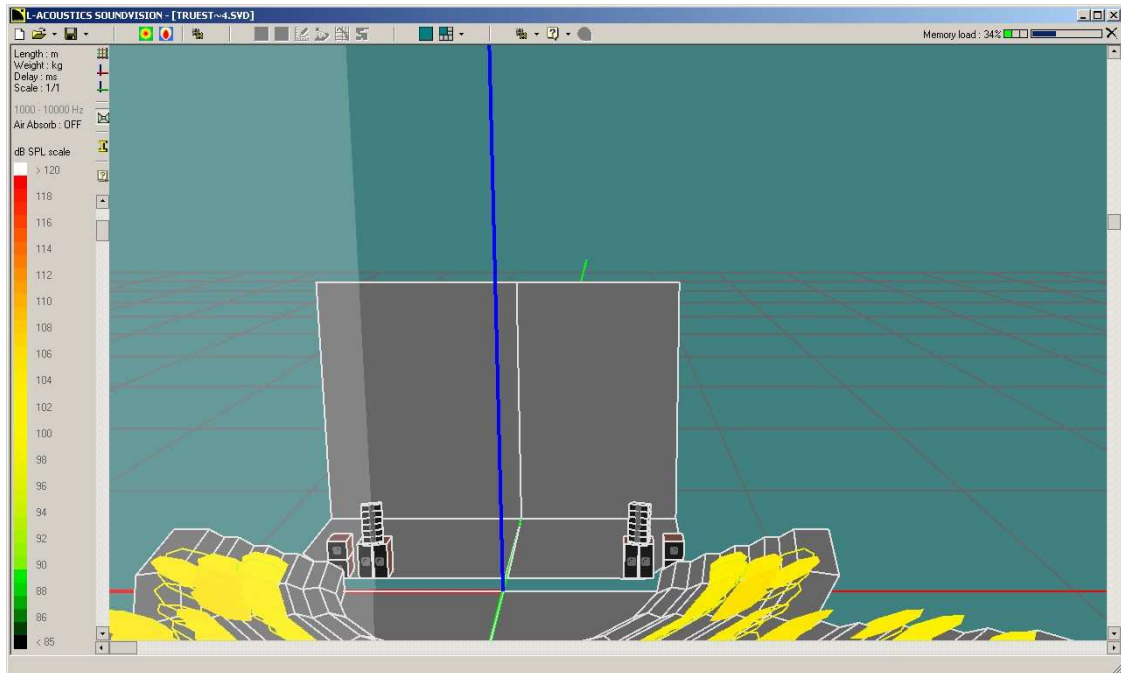 L-ACOUSTICS SOUNDVISION - [TRUEST~4.SVD]
Memory load : 34%
Length : m
Weight : kg
Delay : ms
Scale : 1/1
1000 - 10000 Hz
Air Absorb : OFF
dB SPL scale
> 120
118
116
114
112
110
108
106
104
102
100
98
96
94
92
90
88
86
< 85